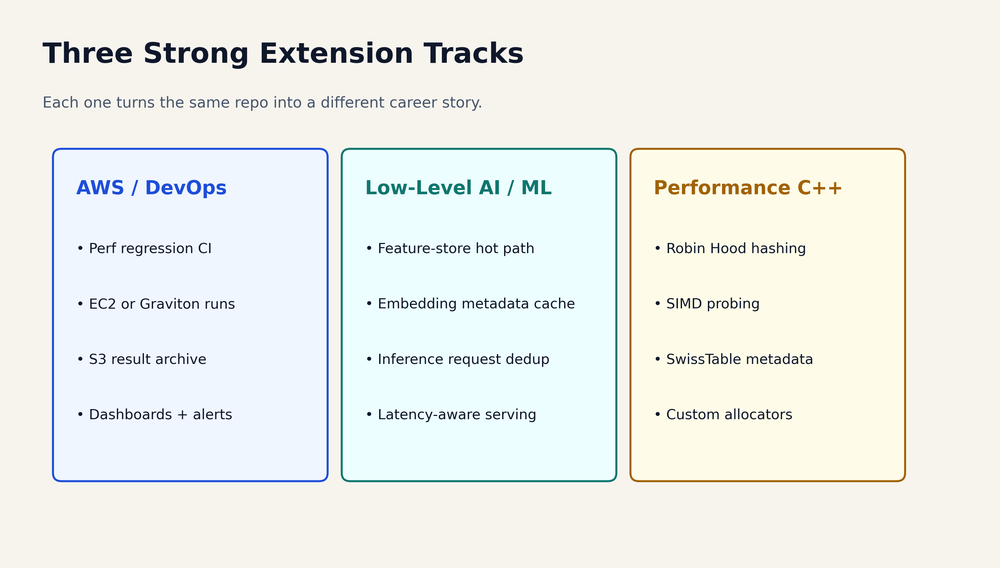 Three Strong Extension Tracks
Each one turns the same repo into a different career story.
AWS / DevOps
• Perf regression CI
• EC2 or Graviton runs
• S3 result archive
• Dashboards + alerts
Low-Level AI / ML
• Feature-store hot path
• Embedding metadata cache
• Inference request dedup
• Latency-aware serving
Performance C++
• Robin Hood hashing
• SIMD probing
• SwissTable metadata
• Custom allocators